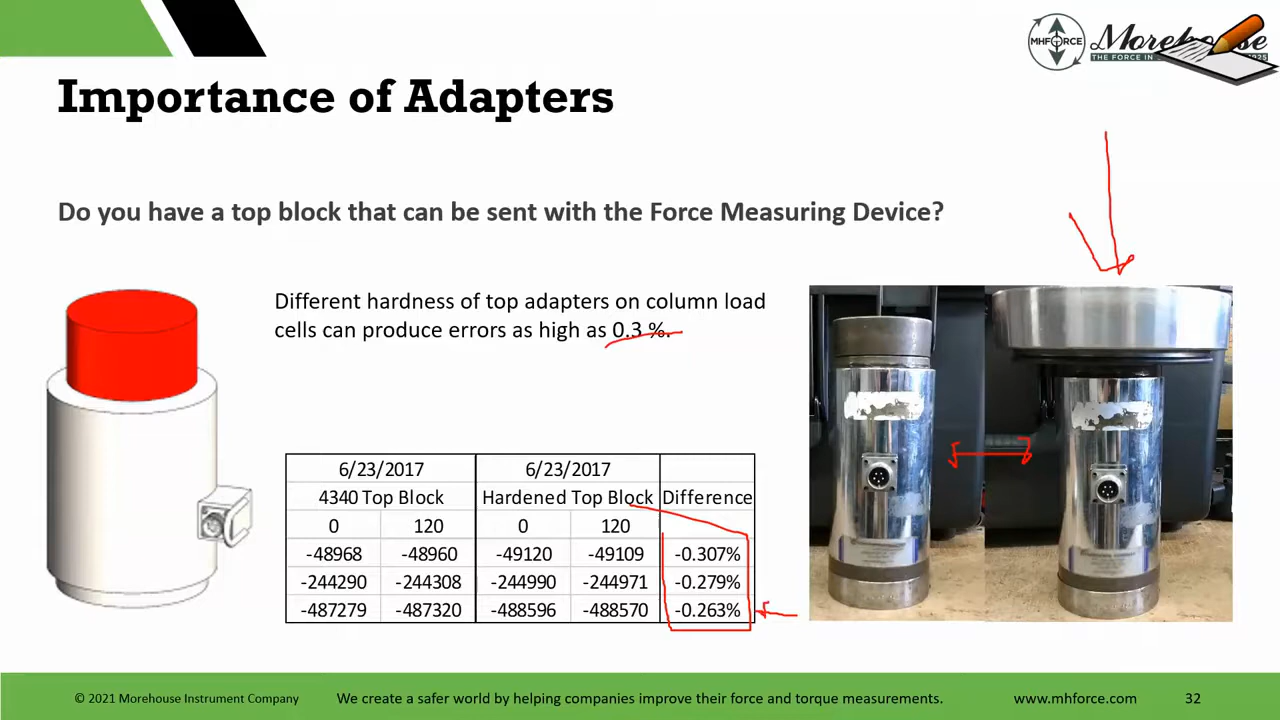 MHFORCE
Morehouse
THE FORCE IN
1925
Importance of Adapters
Do you have a top block that can be sent with the Force Measuring Device?
Different hardness of top adapters on column load
cells can produce errors as high as 0.3 %.
6/23/2017 6/23/2017
4340 Top Block Hardened Top Block Difference
0 120 0 120
-48968 -48960 -49120 -49109 -0.307%
-244290 -244308 -244990 -244971 -0.279%
-487279 -487320 -488596 -488570 -0.263%
© 2021 Morehouse Instrument Company We create a safer world by helping companies improve their force and torque measurements. www.mhforce.com 32